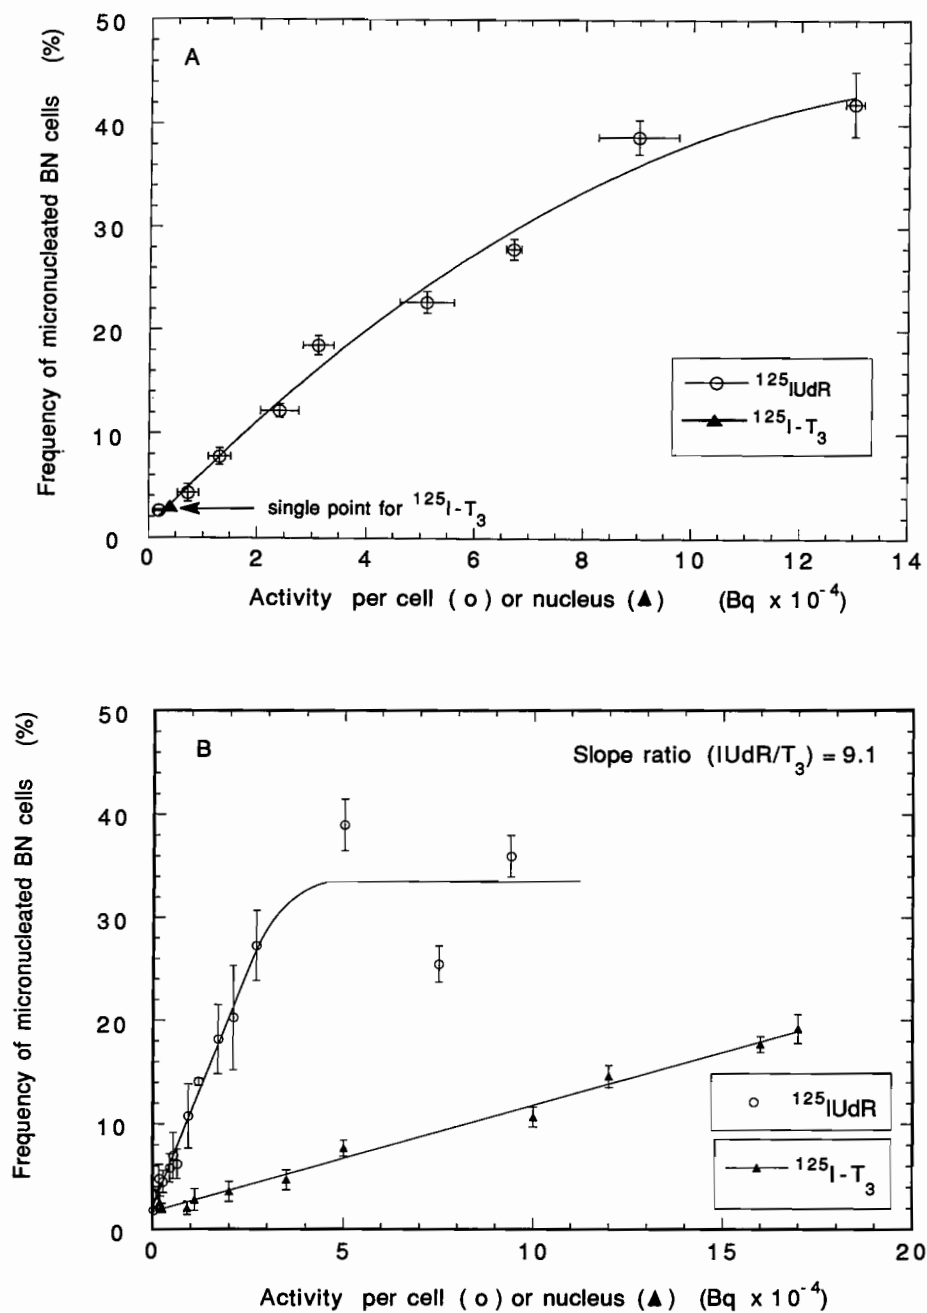 A
Frequency of micronucleated BN cells (%)
50
40
30
20
10
0
¹²⁵IUdR
¹²⁵I-T₃
single point for ¹²⁵I-T₃
0 2 4 6 8 10 12 14
Activity per cell ( o ) or nucleus (▲) (Bq x 10⁻⁴)
B
Slope ratio (IUdR/T₃) = 9.1
Frequency of micronucleated BN cells (%)
50
40
30
20
10
0
¹²⁵IUdR
¹²⁵I-T₃
0 5 10 15 20
Activity per cell ( o ) or nucleus (▲) (Bq x 10⁻⁴)